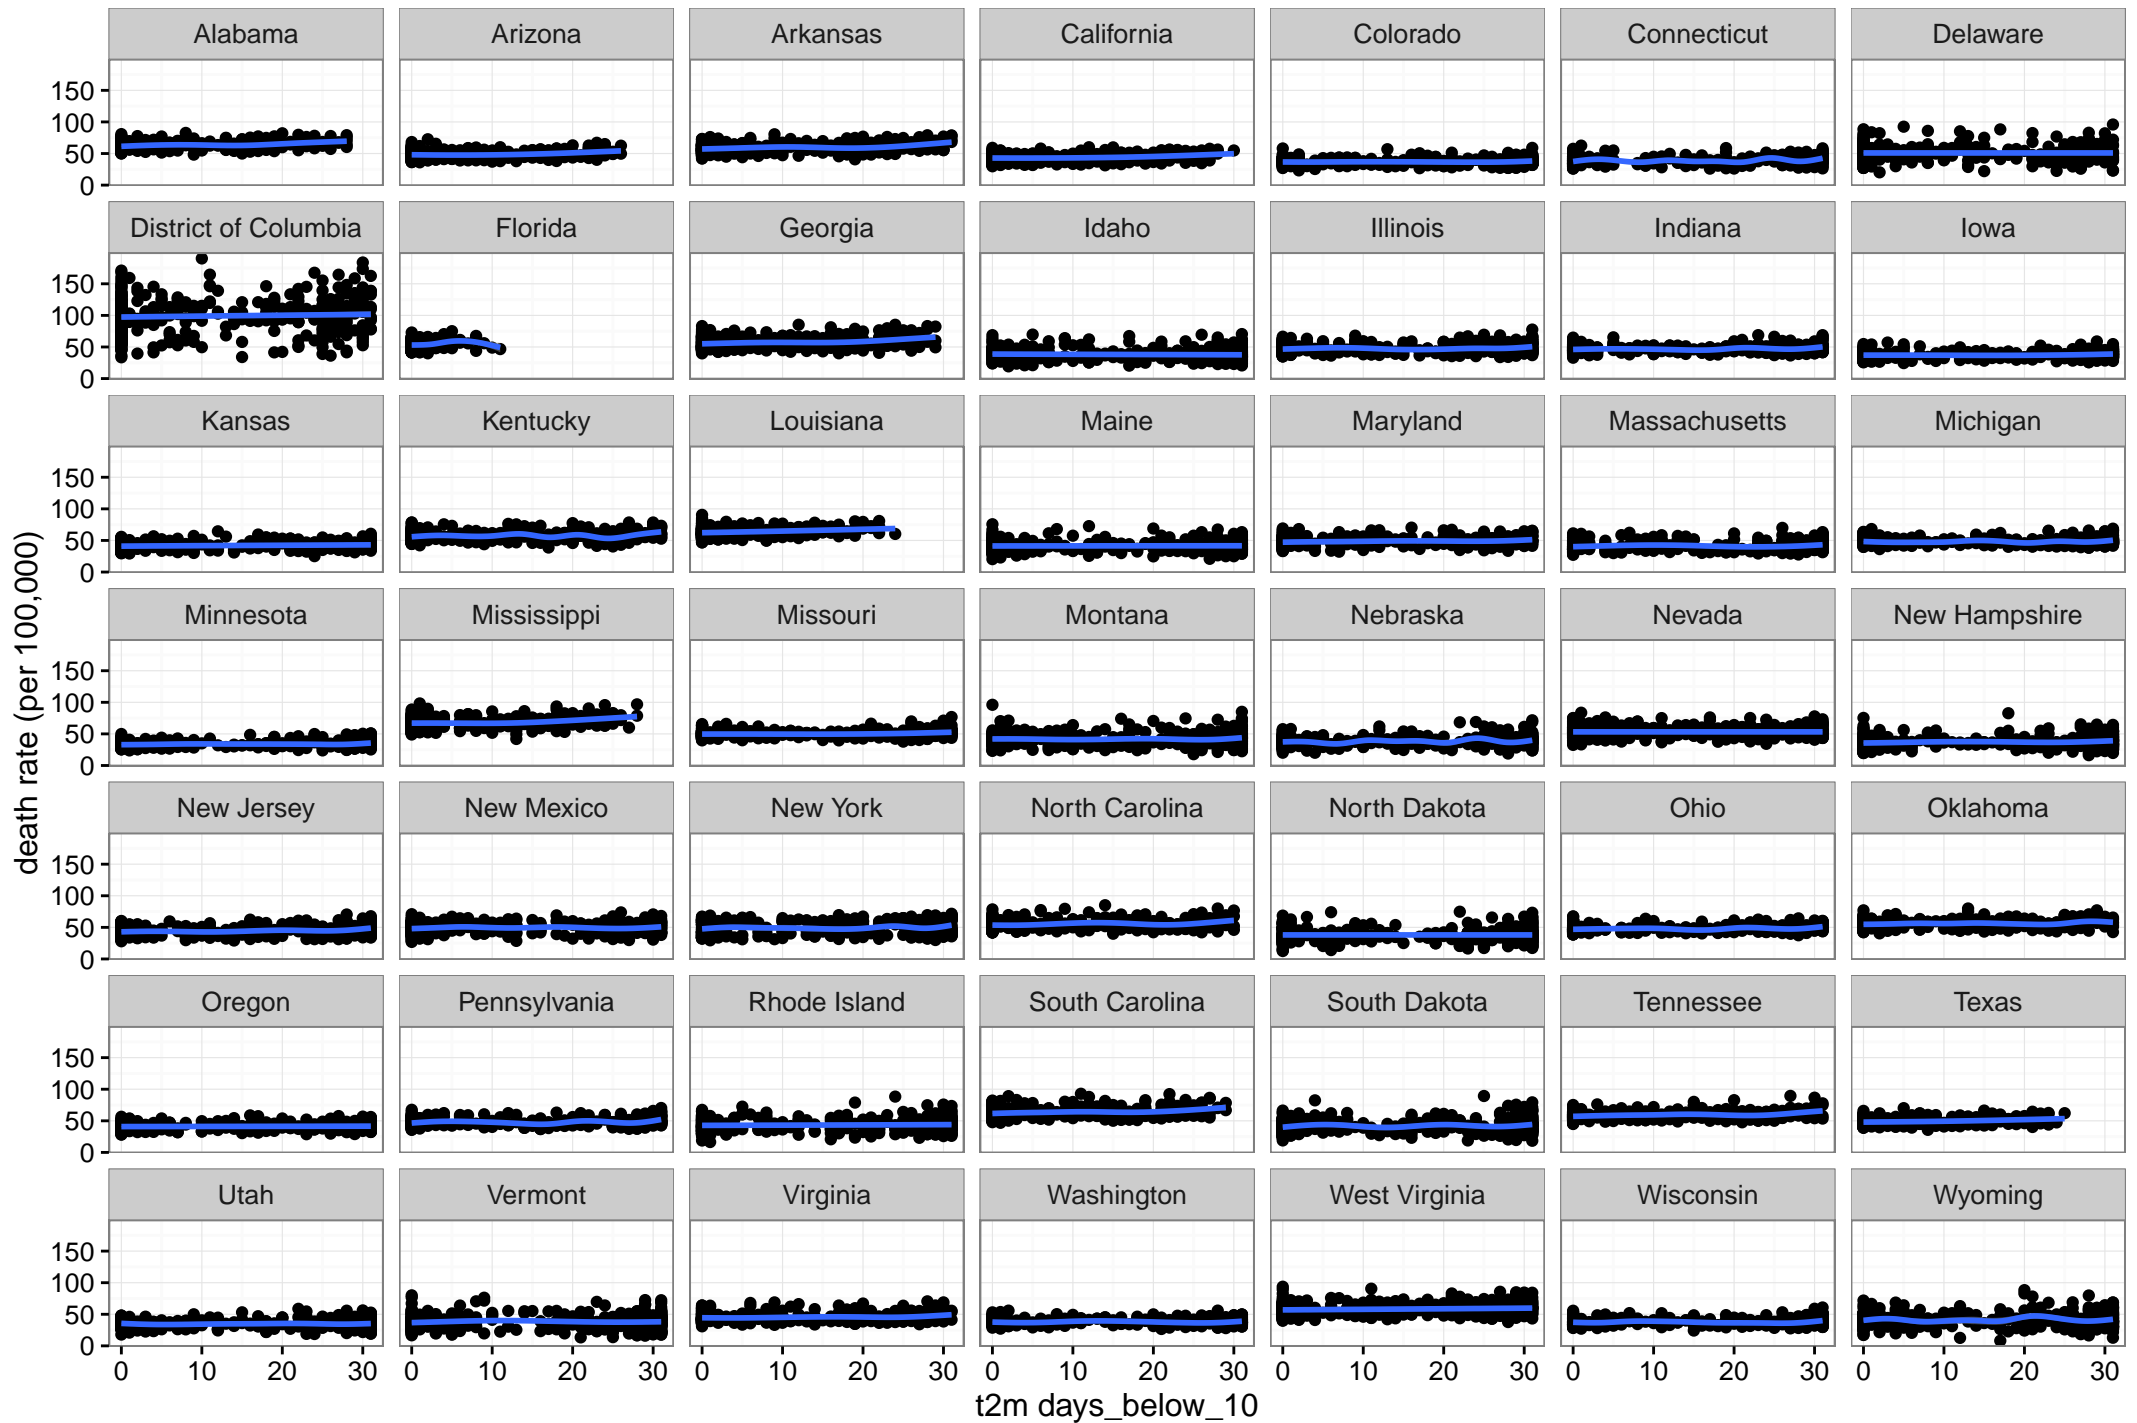 Alabama Arizona Arkansas California Colorado Connecticut Delaware
150
100
50
0
District of Columbia Florida Georgia Idaho Illinois Indiana Iowa
150
100
50
0
Kansas Kentucky Louisiana Maine Maryland Massachusetts Michigan
150
100
50
0
death rate (per 100,000)
Minnesota Mississippi Missouri Montana Nebraska Nevada New Hampshire
150
100
50
0
New Jersey New Mexico New York North Carolina North Dakota Ohio Oklahoma
150
100
50
0
Oregon Pennsylvania Rhode Island South Carolina South Dakota Tennessee Texas
150
100
50
0
Utah Vermont Virginia Washington West Virginia Wisconsin Wyoming
150
100
50
0
0 10 20 30 0 10 20 30 0 10 20 30 0 10 20 30 0 10 20 30 0 10 20 30 0 10 20 30
t2m days_below_10